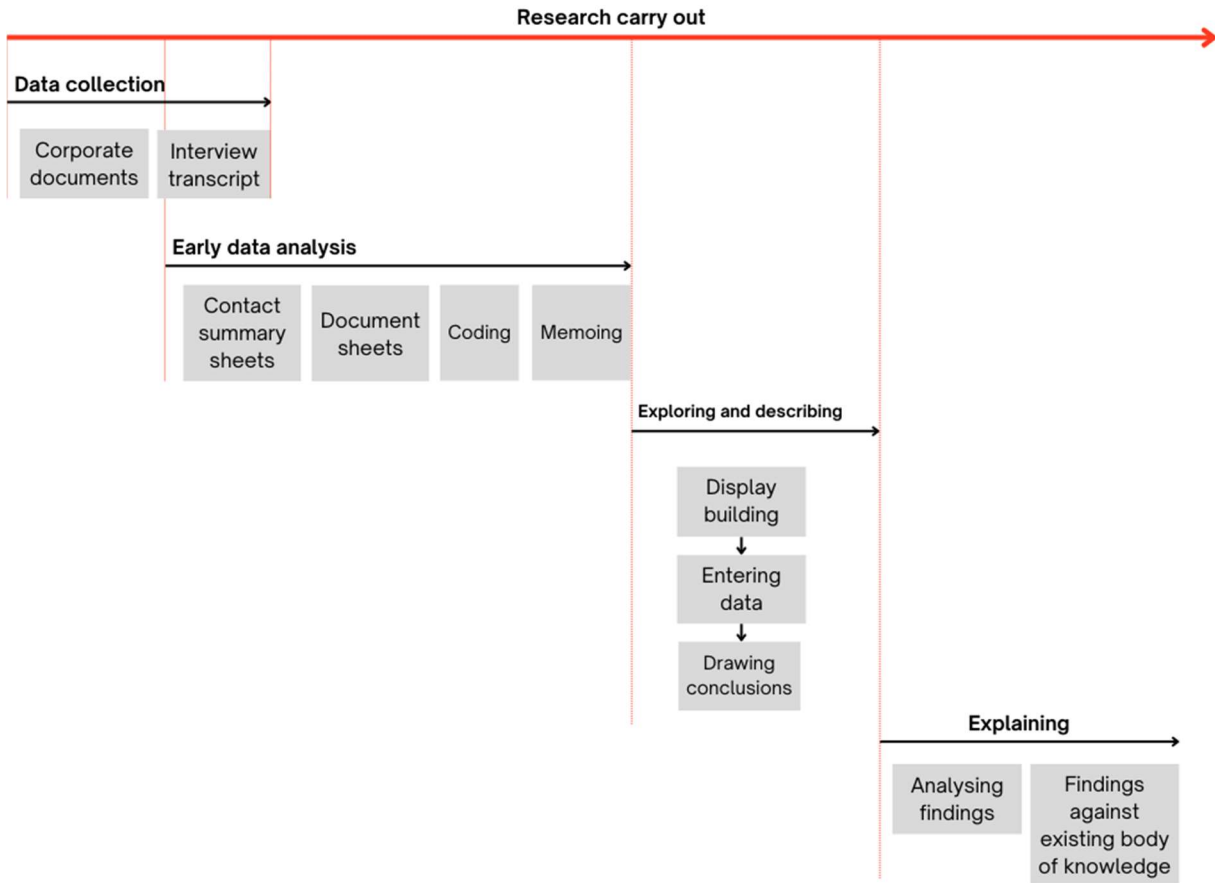 Research carry out
Data collection
Corporate
documents
Interview
transcript
Early data analysis
Contact
summary
sheets
Document
sheets
Coding
Memoing
Exploring and describing
Display
building
Entering
data
Drawing
conclusions
Explaining
Analysing
findings
Findings
against
existing body
of knowledge